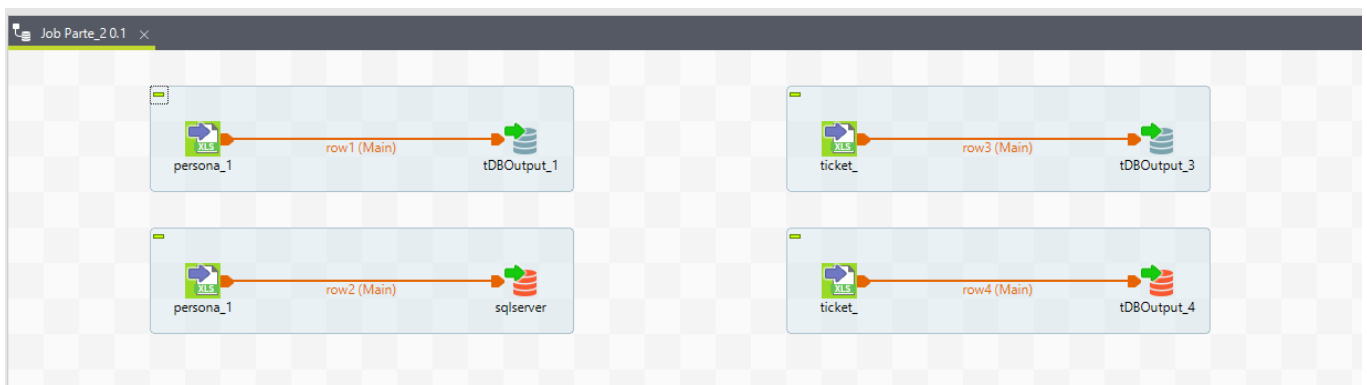 Job Parte_2 0.1
XLS
row1 (Main)
persona_1
tDBOutput_1
XLS
row3 (Main)
ticket_
tDBOutput_3
XLS
row2 (Main)
persona_1
sqlserver
XLS
row4 (Main)
ticket_
tDBOutput_4